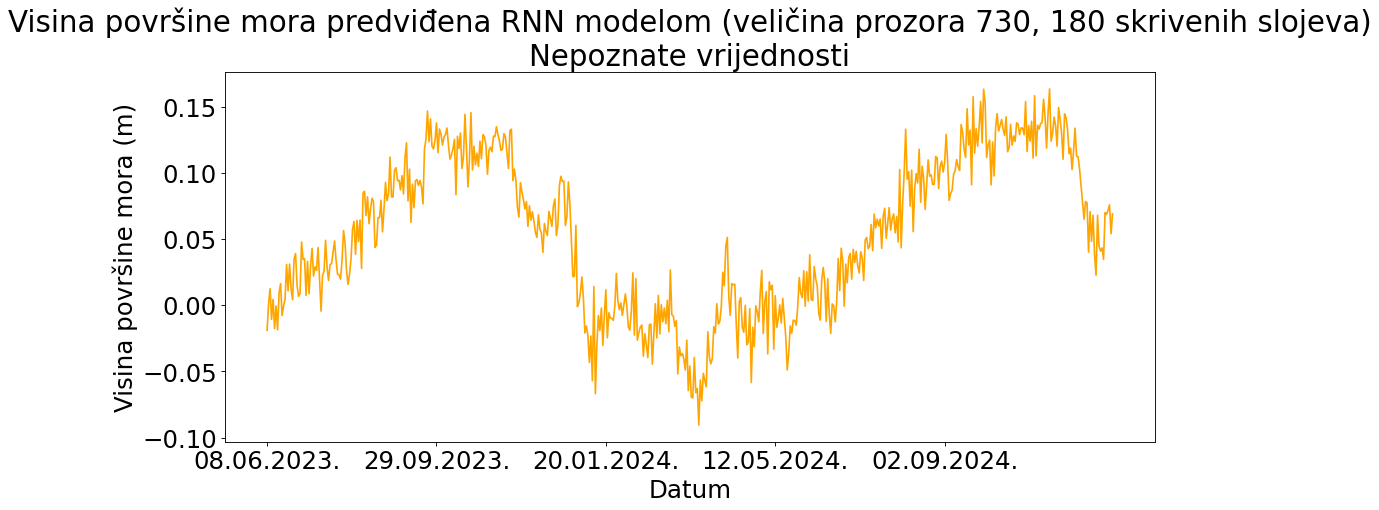 Visina površine mora predviđena RNN modelom (veličina prozora 730, 180 skrivenih slojeva)
Nepoznate vrijednosti
Visina površine mora (m)
0.15
0.10
0.05
0.00
−0.05
−0.10
08.06.2023. 29.09.2023. 20.01.2024. 12.05.2024. 02.09.2024.
Datum